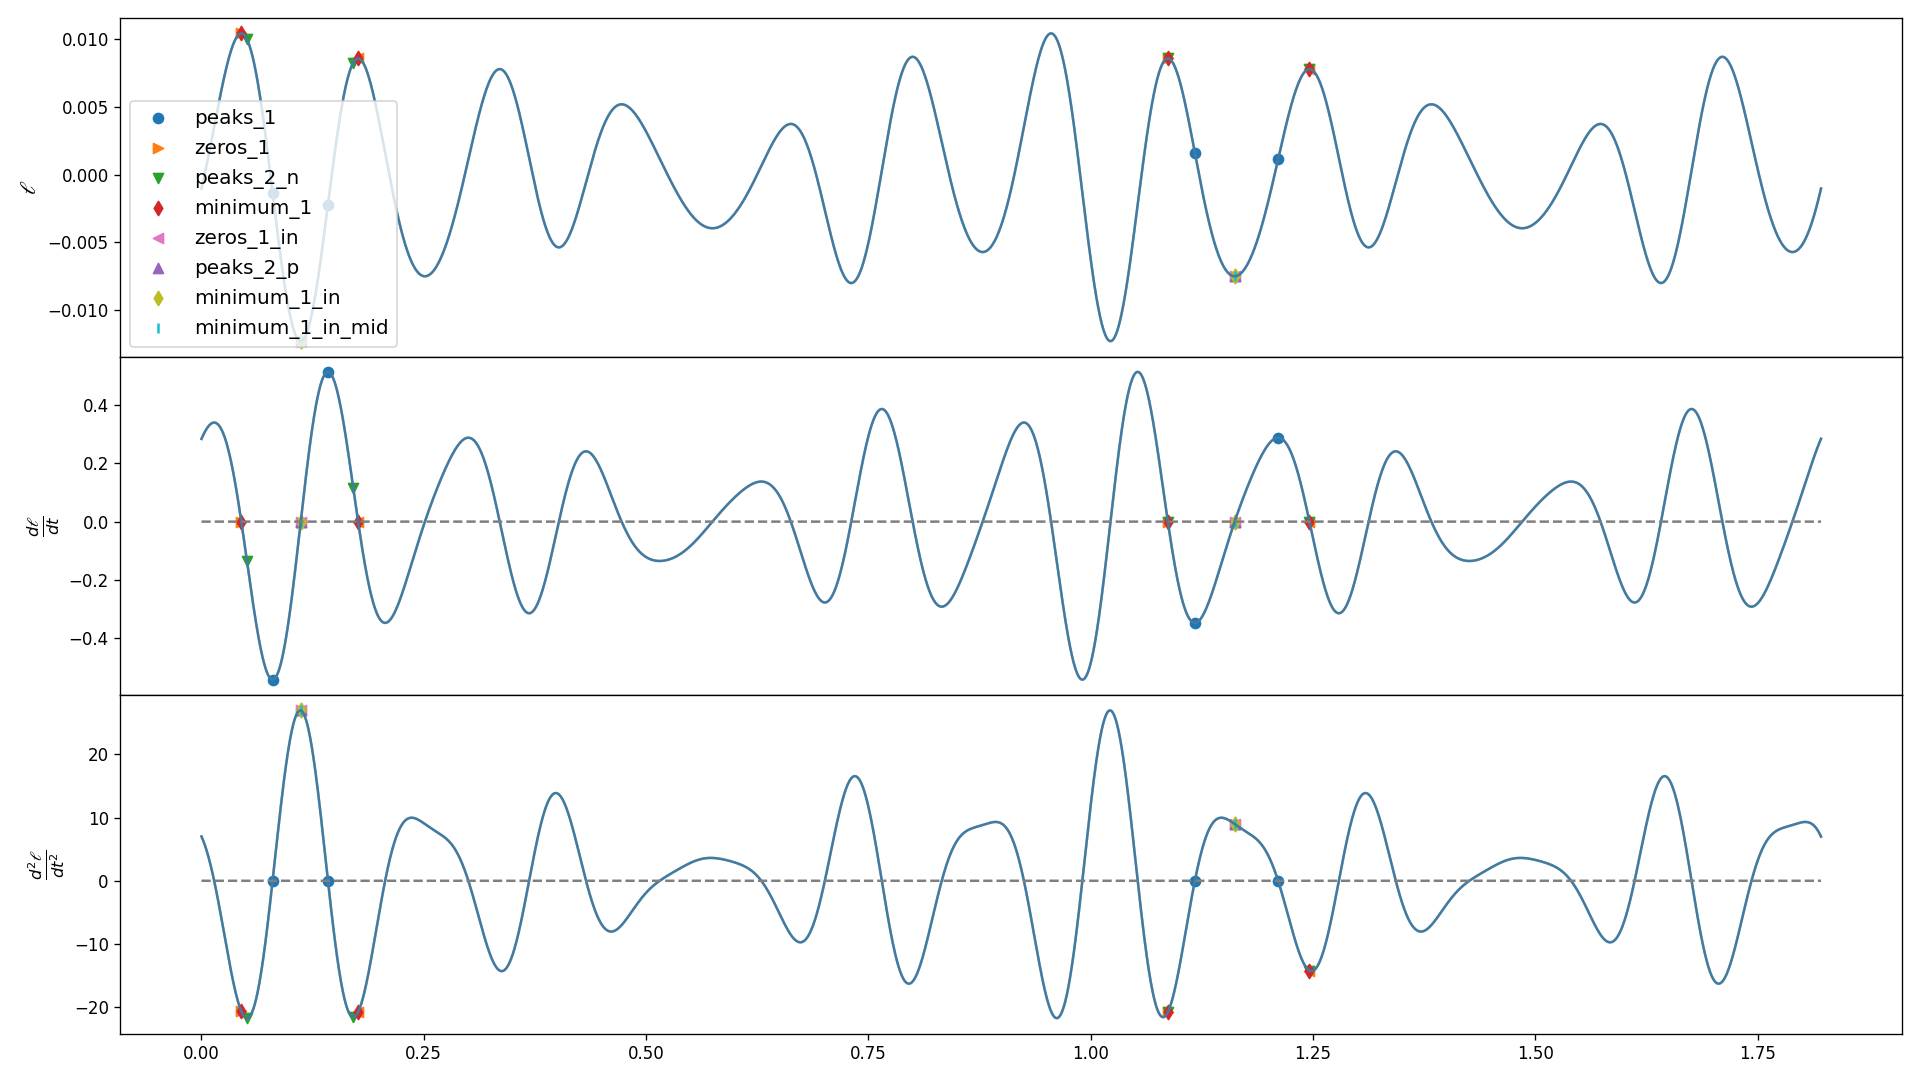 0.010
0.005
0.000
−0.005
−0.010
ℓ
peaks_1
zeros_1
peaks_2_n
minimum_1
zeros_1_in
peaks_2_p
minimum_1_in
minimum_1_in_mid
0.4
0.2
0.0
−0.2
−0.4
dℓ
dt
20
10
0
−10
−20
d²ℓ
dt²
0.00 0.25 0.50 0.75 1.00 1.25 1.50 1.75